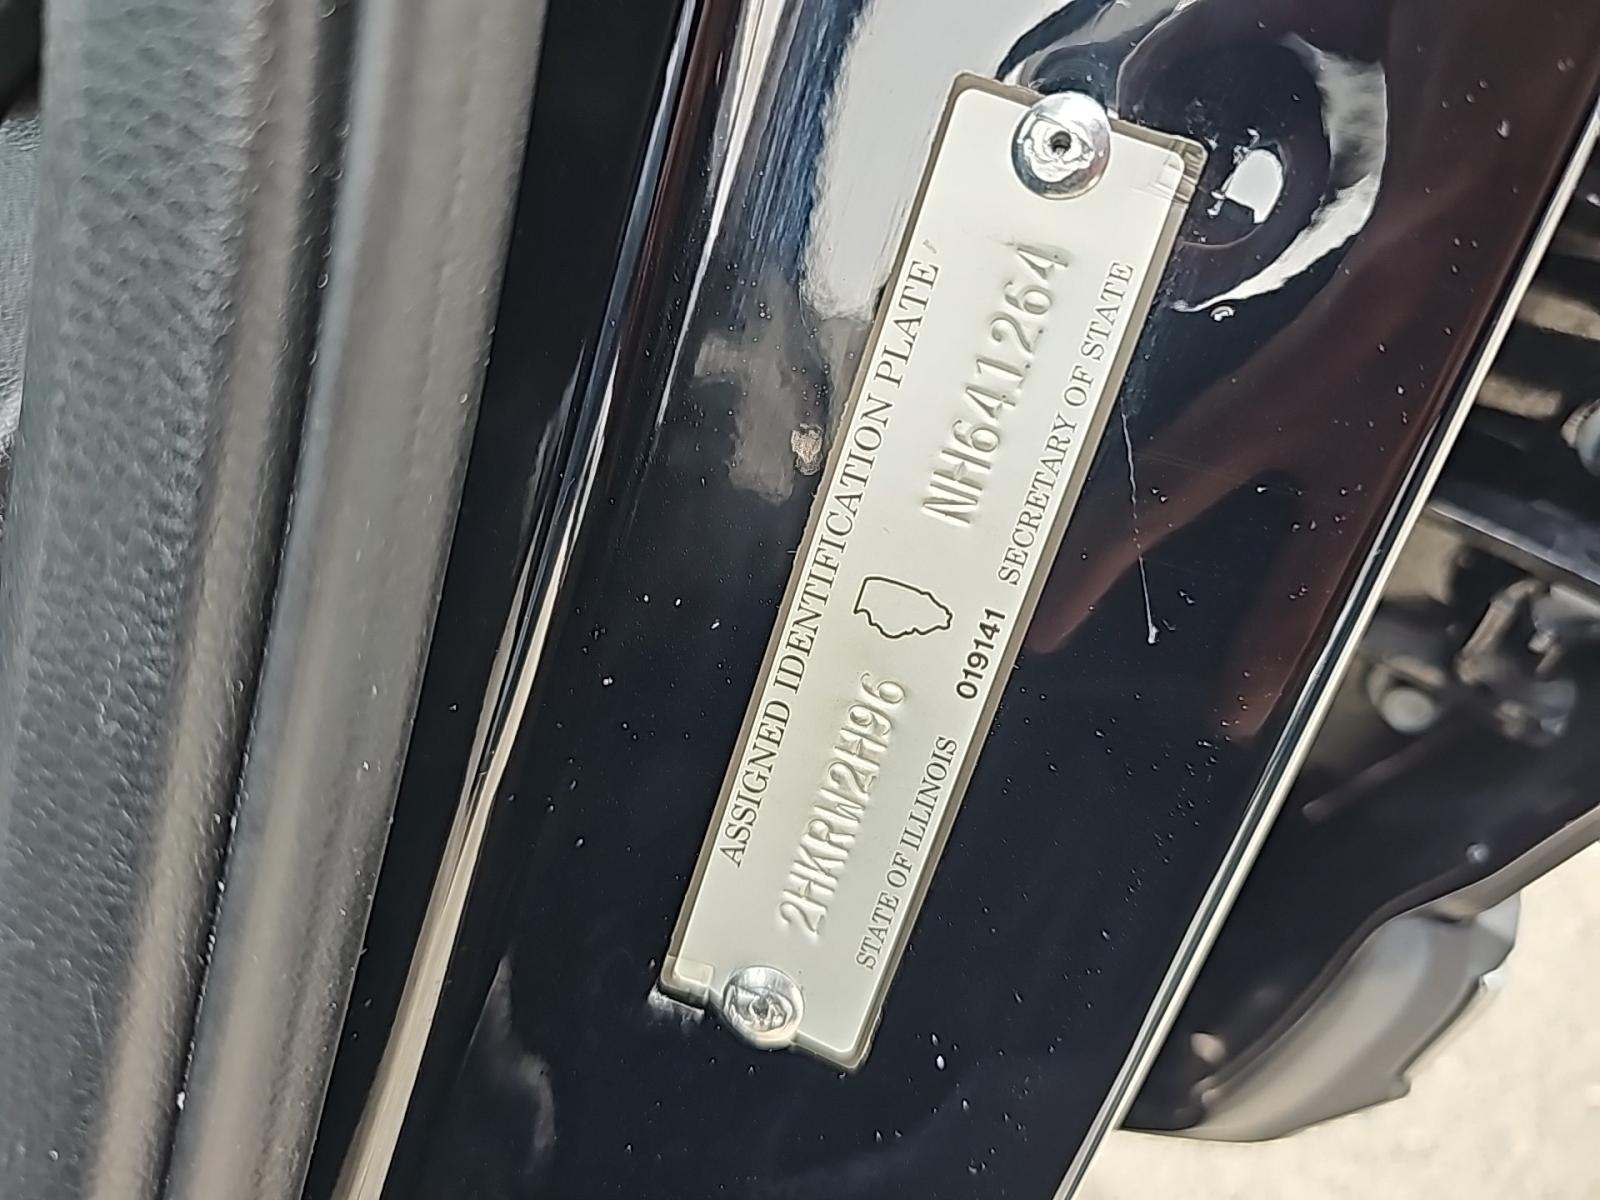 ASSIGNED IDENTIFICATION PLATE
2HKRW2H96 NH641264
019141
STATE OF ILLINOIS SECRETARY OF STATE